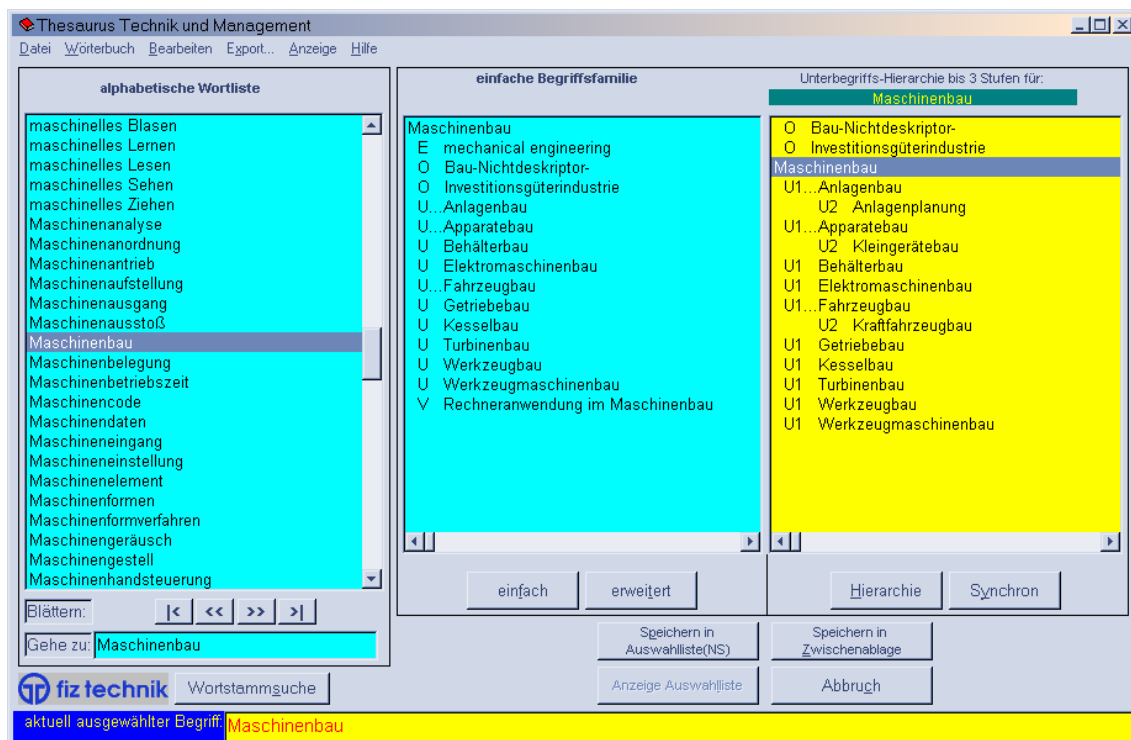 Thesaurus Technik und Management
Datei Wörterbuch Bearbeiten Export... Anzeige Hilfe
alphabetische Wortliste
maschinelles Blasen
maschinelles Lernen
maschinelles Lesen
maschinelles Sehen
maschinelles Ziehen
Maschinenanalyse
Maschinenanordnung
Maschinenantrieb
Maschinenaufstellung
Maschinenausgang
Maschinenausstoß
Maschinenbau
Maschinenbelegung
Maschinenbetriebszeit
Maschinencode
Maschinendaten
Maschineneingang
Maschineneinstellung
Maschinenelement
Maschinenformen
Maschinenformverfahren
Maschinengeräusch
Maschinengestell
Maschinenhandsteuerung
Blättern: |< << >> >|
Gehe zu: Maschinenbau
einfache Begriffsfamilie
Maschinenbau
E mechanical engineering
O Bau-Nichtdeskriptor-
O Investitionsgüterindustrie
U...Anlagenbau
U...Apparatebau
U Behälterbau
U Elektromaschinenbau
U...Fahrzeugbau
U Getriebebau
U Kesselbau
U Turbinenbau
U Werkzeugbau
U Werkzeugmaschinenbau
V Rechneranwendung im Maschinenbau
einfach erweitert
Unterbegriffs-Hierarchie bis 3 Stufen für:
Maschinenbau
O Bau-Nichtdeskriptor-
O Investitionsgüterindustrie
Maschinenbau
U1...Anlagenbau
U2 Anlagenplanung
U1...Apparatebau
U2 Kleingerätebau
U1 Behälterbau
U1 Elektromaschinenbau
U1...Fahrzeugbau
U2 Kraftfahrzeugbau
U1 Getriebebau
U1 Kesselbau
U1 Turbinenbau
U1 Werkzeugbau
U1 Werkzeugmaschinenbau
Hierarchie Synchron
Speichern in
Auswahlliste(NS)
Speichern in
Zwischenablage
fiz technik Wortstammsuche
Anzeige Auswahlliste
Abbruch
aktuell ausgewählter Begriff: Maschinenbau